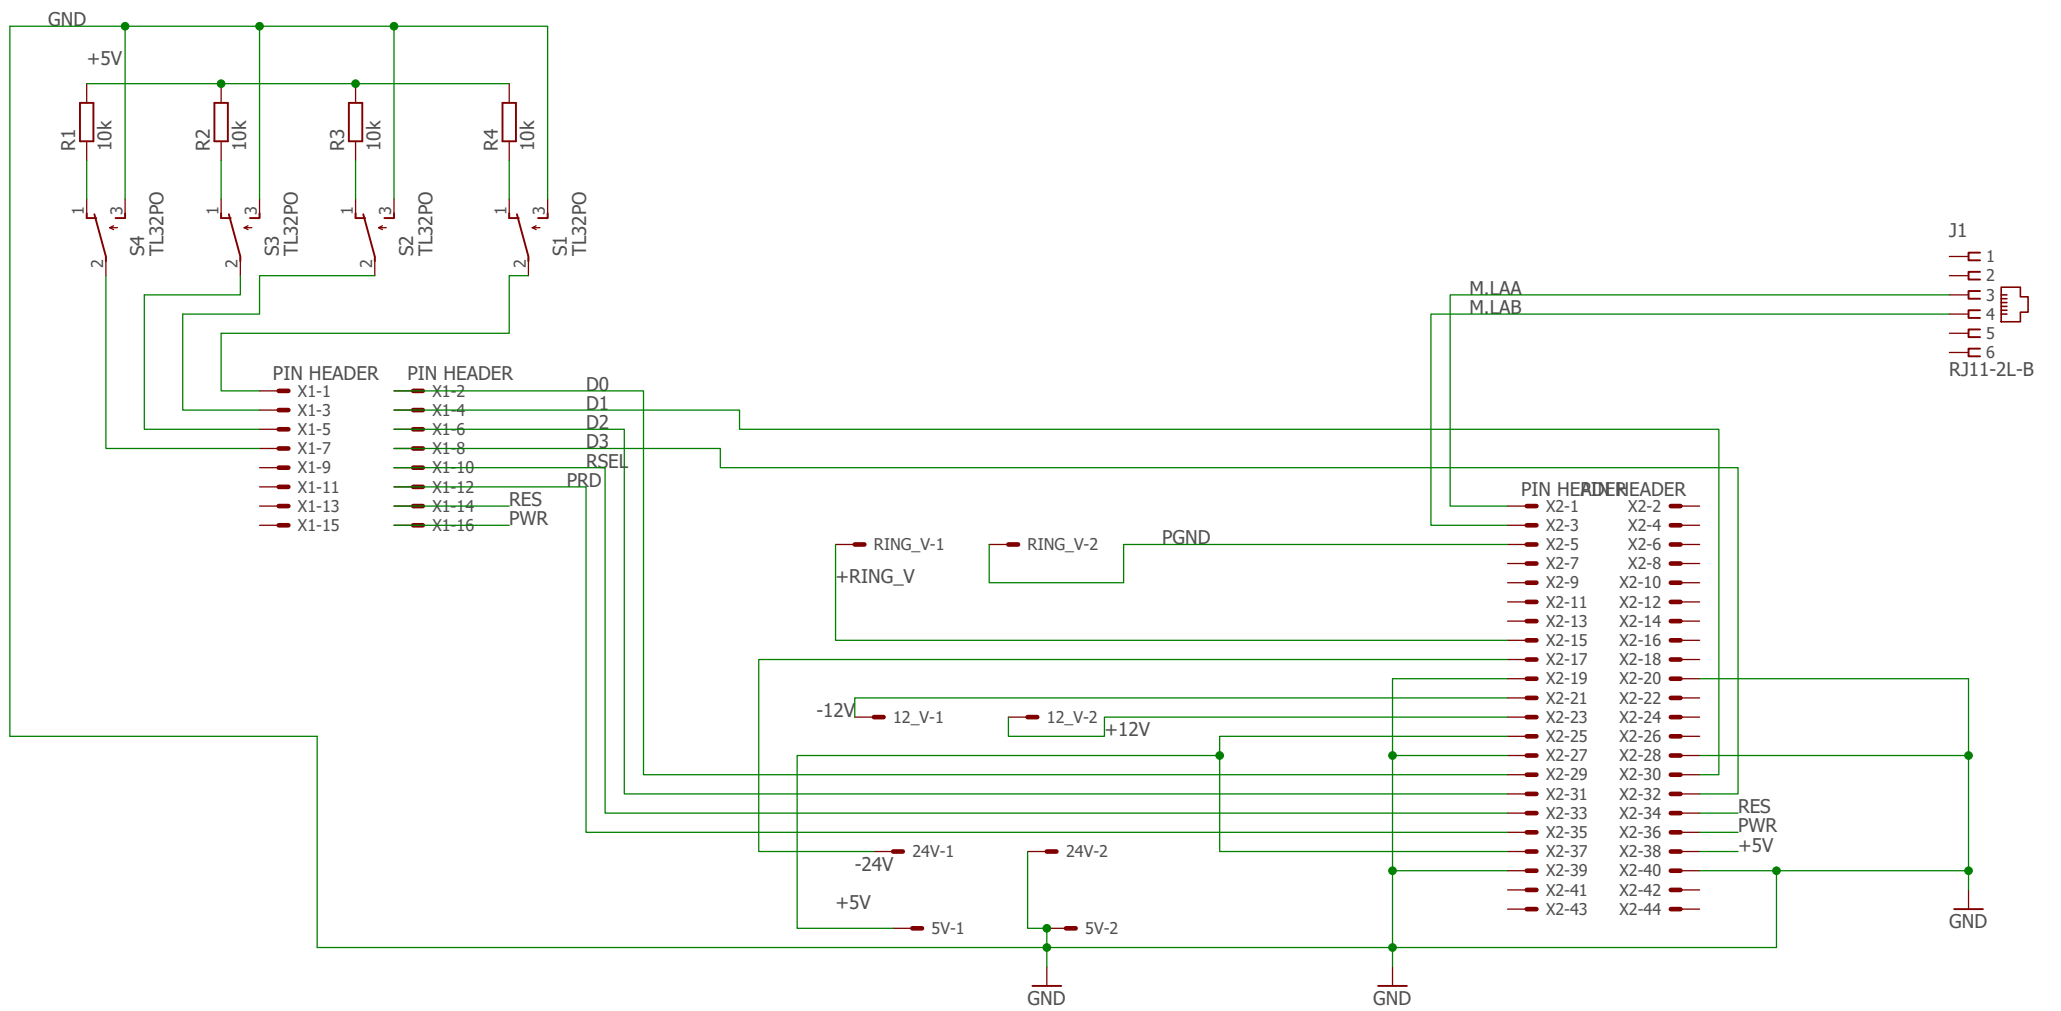 GND
+5V
R1
10k
R2
10k
R3
10k
R4
10k
1
3
2
S4
TL32PO
1
3
2
S3
TL32PO
1
3
2
S2
TL32PO
1
3
2
S1
TL32PO
J1
1
2
3
4
5
6
RJ11-2L-B
M.LAA
M.LAB
PIN HEADER
X1-1
X1-3
X1-5
X1-7
X1-9
X1-11
X1-13
X1-15
PIN HEADER
X1-2
X1-4
X1-6
X1-8
X1-10
X1-12
X1-14
X1-16
D0
D1
D2
D3
RSEL
PRD
RES
PWR
RING_V-1
+RING_V
RING_V-2
PGND
-12V
12_V-1
12_V-2
+12V
24V-1
-24V
24V-2
+5V
5V-1
5V-2
GND
GND
PIN HEADER
X2-1
X2-3
X2-5
X2-7
X2-9
X2-11
X2-13
X2-15
X2-17
X2-19
X2-21
X2-23
X2-25
X2-27
X2-29
X2-31
X2-33
X2-35
X2-37
X2-39
X2-41
X2-43
PIN HEADER
X2-2
X2-4
X2-6
X2-8
X2-10
X2-12
X2-14
X2-16
X2-18
X2-20
X2-22
X2-24
X2-26
X2-28
X2-30
X2-32
X2-34
X2-36
X2-38
X2-40
X2-42
X2-44
RES
PWR
+5V
GND